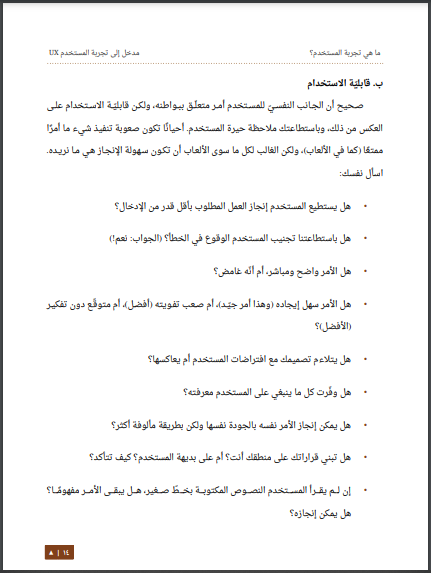 ما هي تجربة المستخدم؟ مدخل إلى تجربة المستخدم UX
ب. قابليّة الاستخدام
صحيح أن الجانب النفسيّ للمستخدم أمر متعلّق ببواطنه، ولكن قابليّة الاستخدام على
العكس من ذلك، وباستطاعتك ملاحظة حيرة المستخدم. أحيانًا تكون صعوبة تنفيذ شيء ما أمرًا
ممتعًا (كما في الألعاب)، ولكن الغالب لكل ما سوى الألعاب أن تكون سهولة الإنجاز هي ما نريده.
اسأل نفسك:
• هل يستطيع المستخدم إنجاز العمل المطلوب بأقل قدر من الإدخال؟
• هل باستطاعتنا تجنيب المستخدم الوقوع في الخطأ؟ (الجواب: نعم!)
• هل الأمر واضح ومباشر، أم أنّه غامض؟
• هل الأمر سهل إيجاده (وهذا أمر جيّد)، أم صعب تفويته (أفضل)، أم متوقّع دون تفكير
(الأفضل)؟
• هل يتلاءم تصميمك مع افتراضات المستخدم أم يعاكسها؟
• هل وفّرت كل ما ينبغي على المستخدم معرفته؟
• هل يمكن إنجاز الأمر نفسه بالجودة نفسها ولكن بطريقة مألوفة أكثر؟
• هل تبني قراراتك على منطقك أنت؟ أم على بديهة المستخدم؟ كيف تتأكد؟
• إن لم يقرأ المستخدم النصوص المكتوبة بخطّ صغير، هل يبقى الأمر مفهومًا؟
هل يمكن إنجازه؟
١٤ | ▲